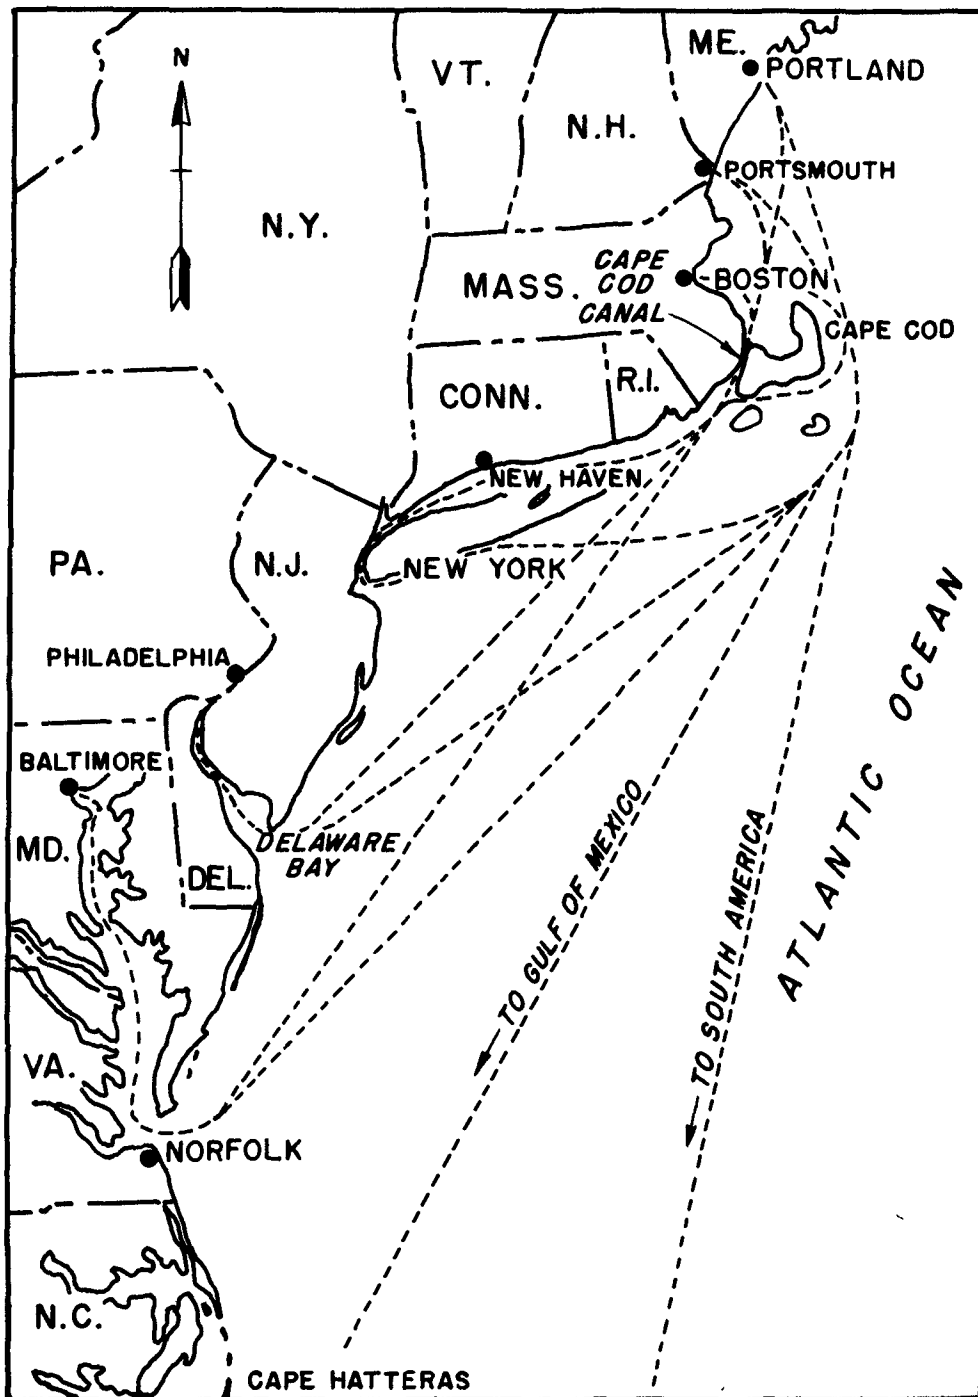 N
ME.
PORTLAND
VT.
N.H.
PORTSMOUTH
N.Y.
MASS.
CAPE
COD
CANAL
BOSTON
CAPE COD
R.I.
CONN.
NEW HAVEN
PA.
N.J.
NEW YORK
PHILADELPHIA
ATLANTIC OCEAN
BALTIMORE
MD.
DELAWARE
BAY
DEL.
TO GULF OF MEXICO
TO SOUTH AMERICA
VA.
NORFOLK
N.C.
CAPE HATTERAS